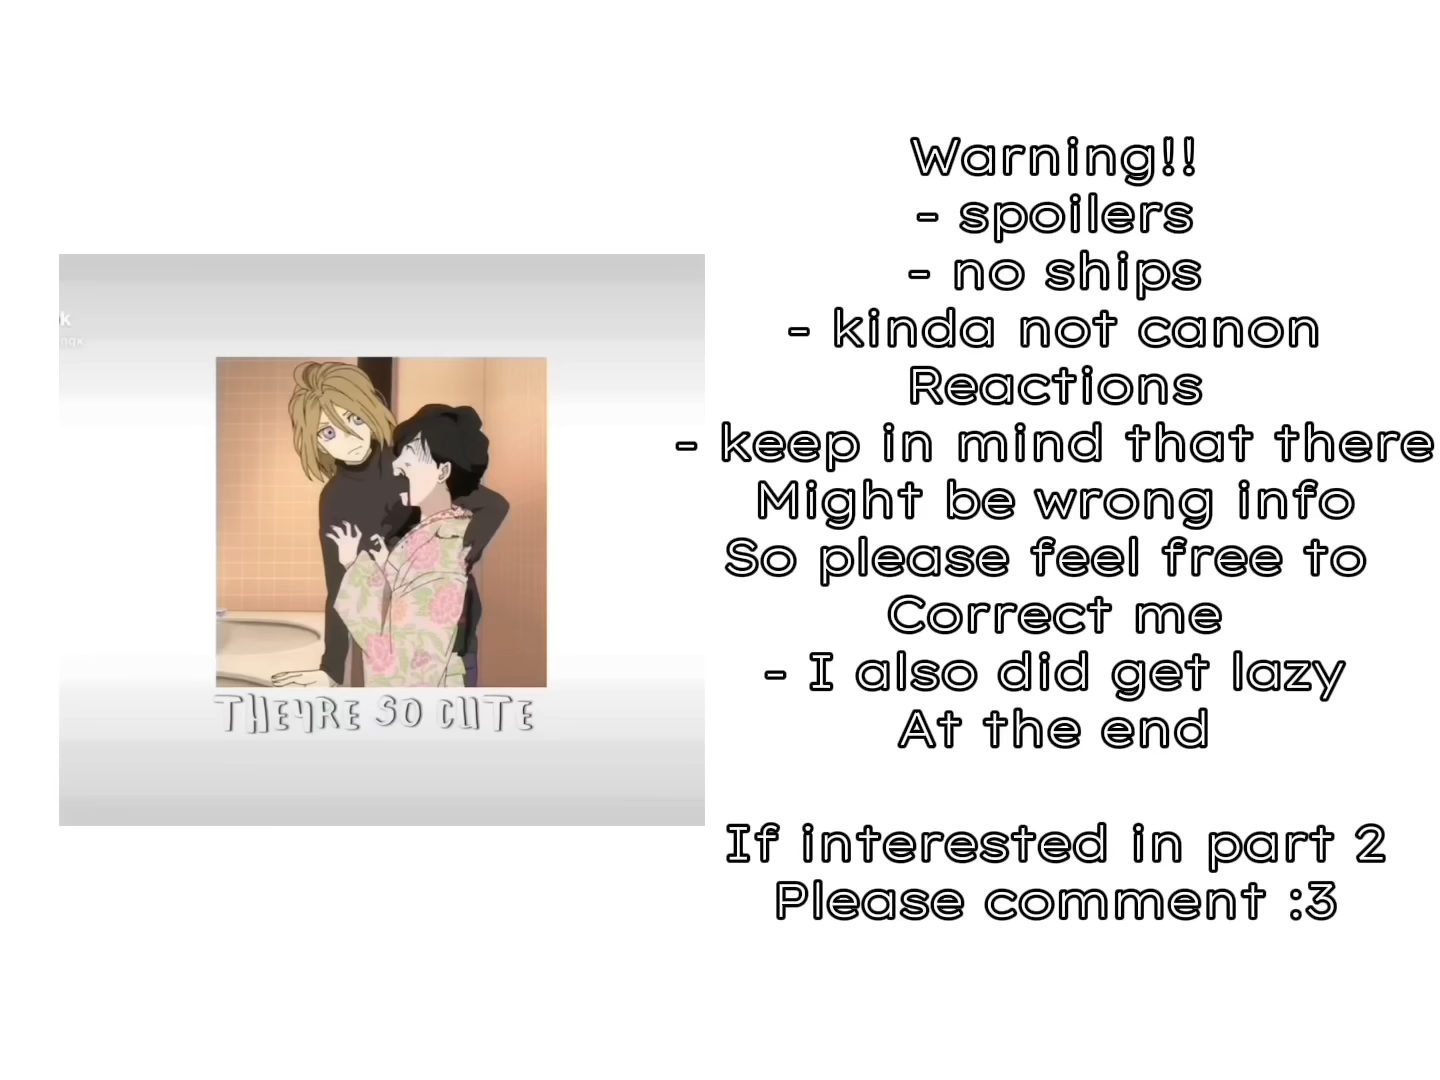 Warning!!
- spoilers
- no ships
- kinda not canon
Reactions
- keep in mind that there
Might be wrong info
So please feel free to
Correct me
- I also did get lazy
At the end
If interested in part 2
Please comment :3
k
THEYRE SO CUTE